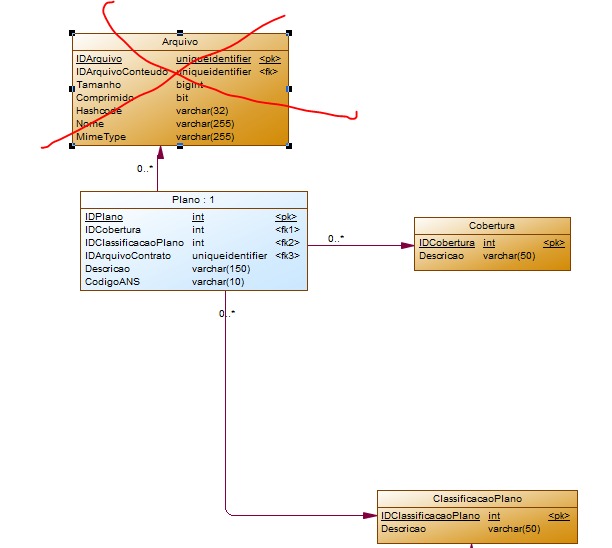 Arquivo
IDArquivo uniqueidentifier <pk>
IDArquivoConteudo uniqueidentifier <fk>
Tamanho bigint
Comprimido bit
Hashcode varchar(32)
Nome varchar(255)
MimeType varchar(255)
0..*
Plano : 1
IDPlano int <pk>
IDCobertura int <fk1>
IDClassificacaoPlano int <fk2>
IDArquivoContrato uniqueidentifier <fk3>
Descricao varchar(150)
CodigoANS varchar(10)
0..*
Cobertura
IDCobertura int <pk>
Descricao varchar(50)
0..*
ClassificacaoPlano
IDClassificacaoPlano int <pk>
Descricao varchar(50)